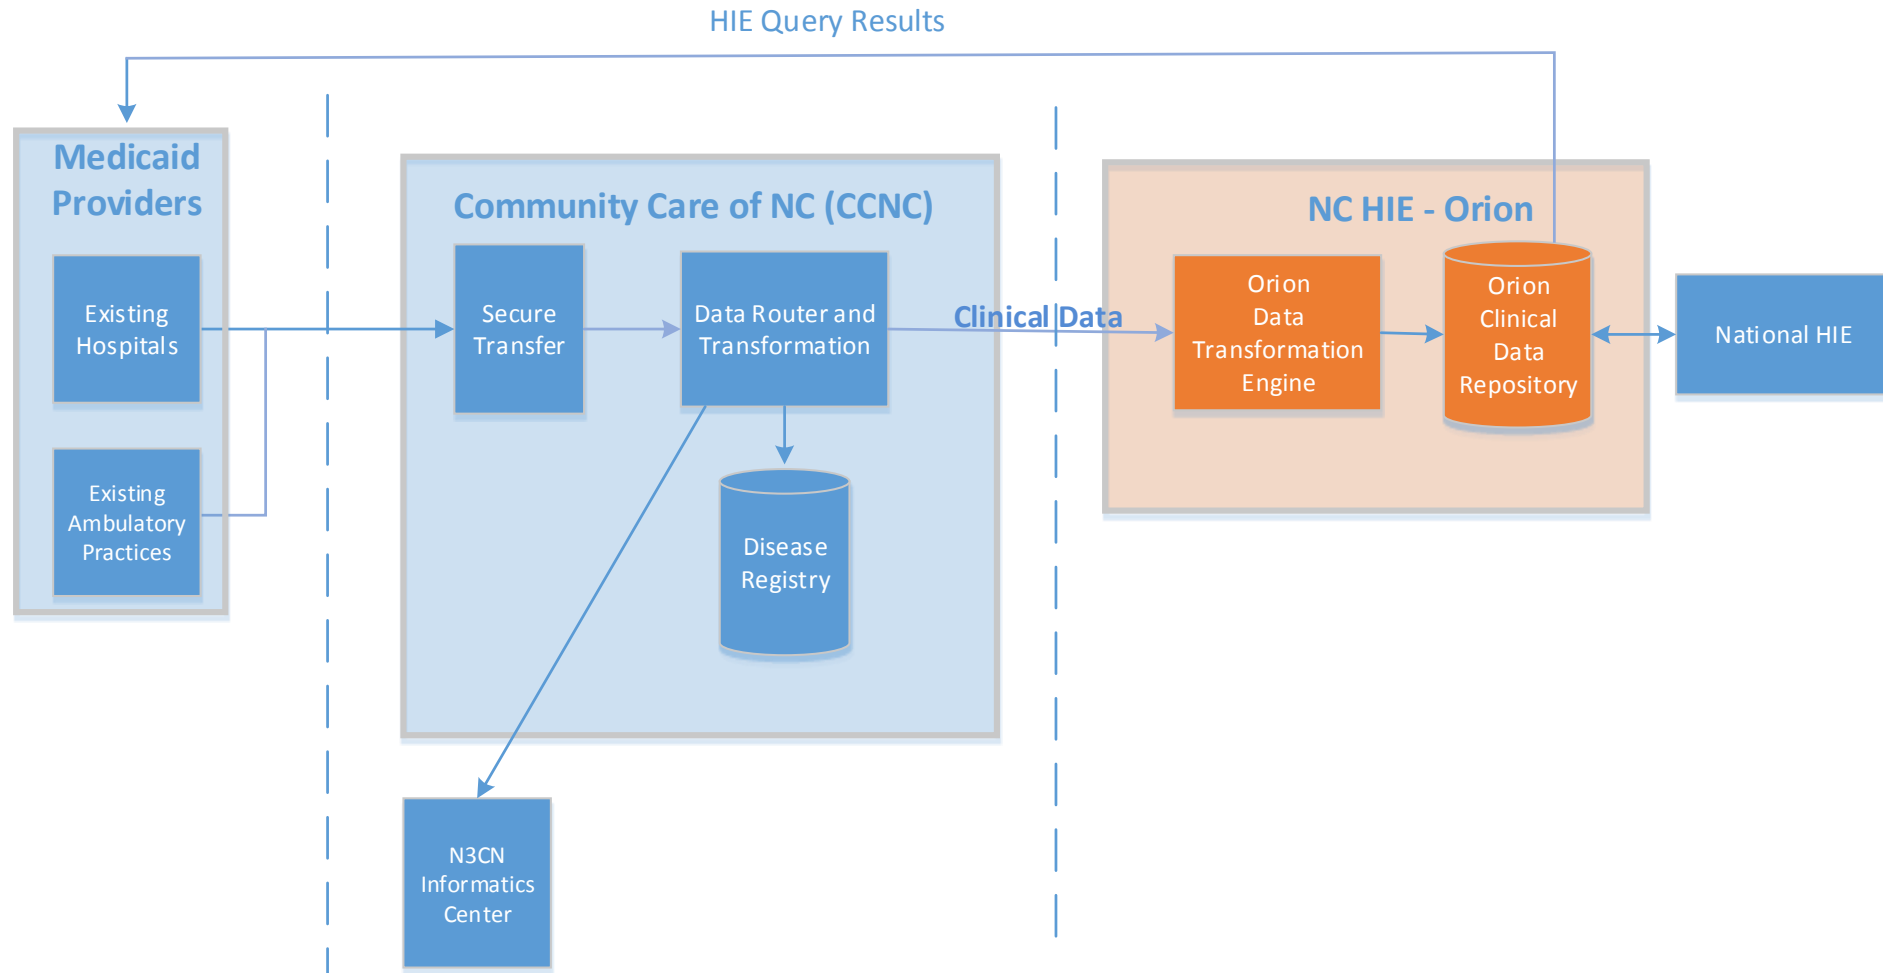 HIE Query Results
Medicaid
Providers
Existing
Hospitals
Existing
Ambulatory
Practices
Community Care of NC (CCNC)
Secure
Transfer
Data Router and
Transformation
Disease
Registry
N3CN
Informatics
Center
Clinical Data
NC HIE - Orion
Orion
Data
Transformation
Engine
Orion
Clinical
Data
Repository
National HIE